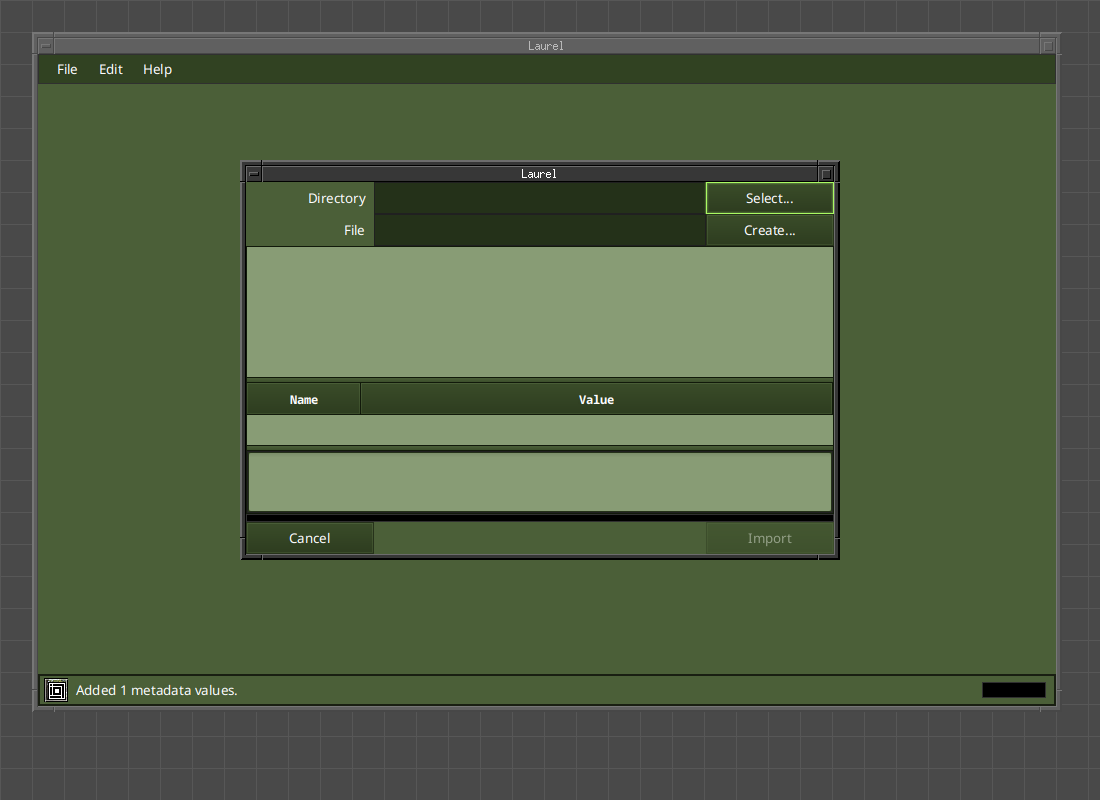 Laurel
File Edit Help
Laurel
Directory Select...
File Create...
Name Value
Cancel Import
Added 1 metadata values.